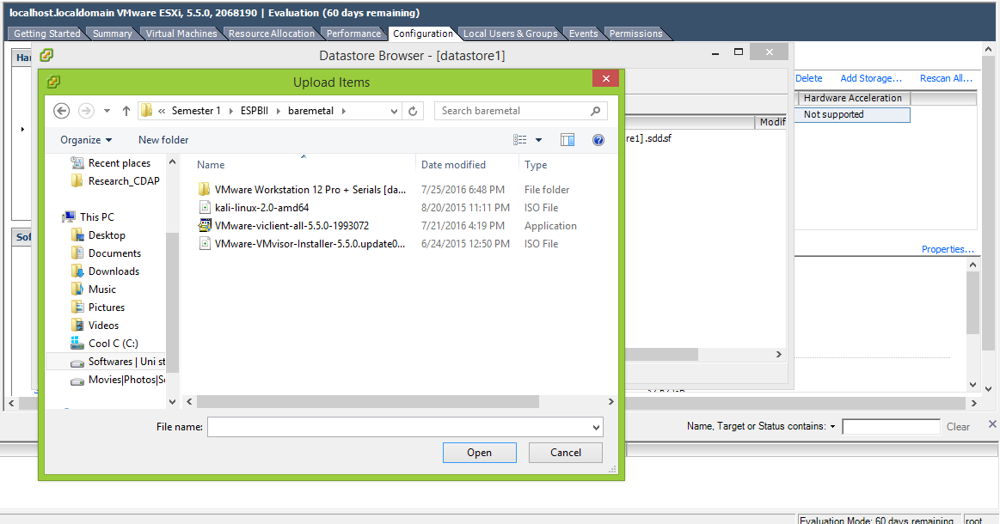 localhost.localdomain VMware ESXi, 5.5.0, 2068190 | Evaluation (60 days remaining)
Getting Started Summary Virtual Machines Resource Allocation Performance Configuration Local Users & Groups Events Permissions
Datastore Browser - [datastore1]
Upload Items
Delete Add Storage... Rescan All...
Hardware Acceleration
Not supported
« Semester 1 ESPBII baremetal
Search baremetal
Modif
re1] .sdd.sf
Organize New folder
Name Date modified Type
Recent places
Research_CDAP
This PC
Desktop
Documents
Downloads
Music
Pictures
Videos
Cool C (C:)
Softwares | Uni st
Movies|Photos|S
VMware Workstation 12 Pro + Serials [da... 7/25/2016 6:48 PM File folder
kali-linux-2.0-amd64 8/20/2015 11:11 PM ISO File
VMware-viclient-all-5.5.0-1993072 7/21/2016 4:19 PM Application
VMware-VMvisor-Installer-5.5.0.update0... 6/24/2015 12:50 PM ISO File
Properties...
File name:
Open Cancel
Name, Target or Status contains: Clear
Evaluation Mode: 60 days remaining root